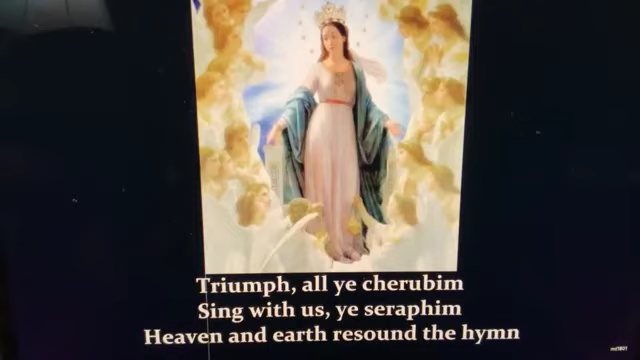 Triumph, all ye cherubim
Sing with us, ye seraphim
Heaven and earth resound the hymn